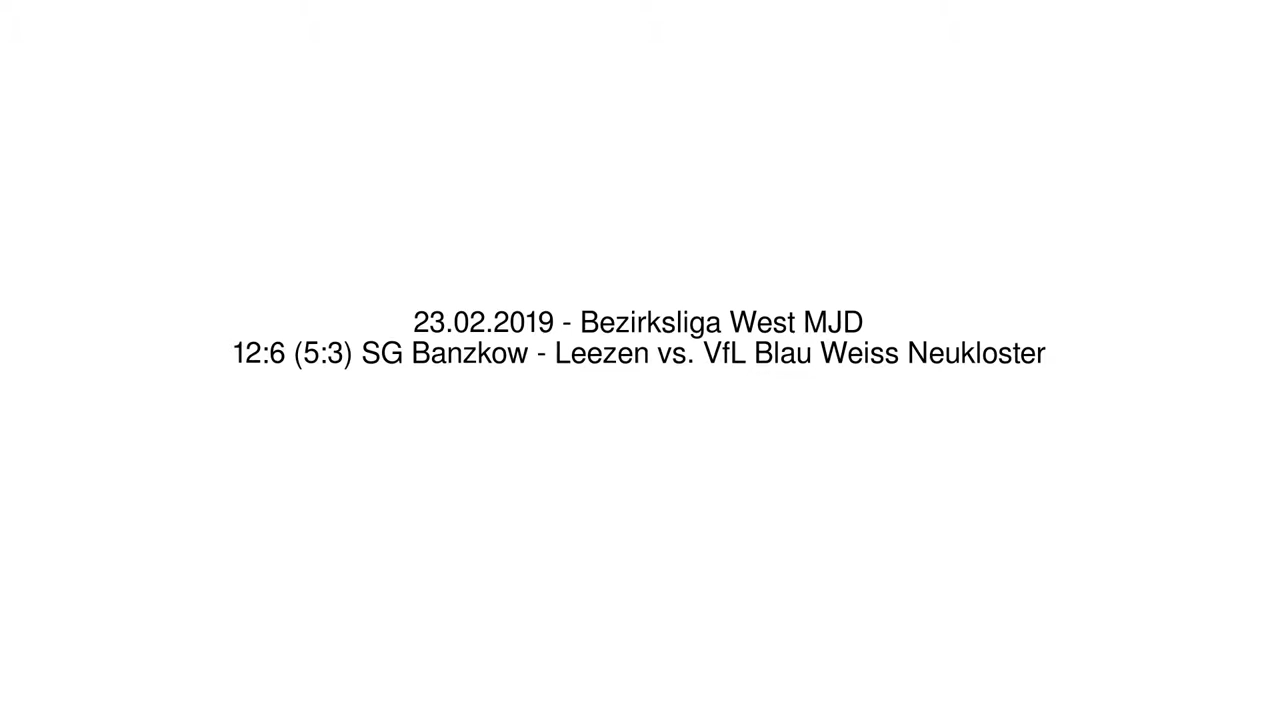 23.02.2019 - Bezirksliga West MJD
12:6 (5:3) SG Banzkow - Leezen vs. VfL Blau Weiss Neukloster